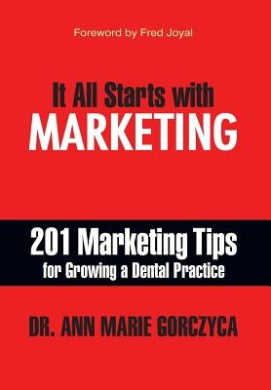 Foreword by Fred Joyal
It All Starts with
MARKETING
201 Marketing Tips
for Growing a Dental Practice
DR. ANN MARIE GORCZYCA